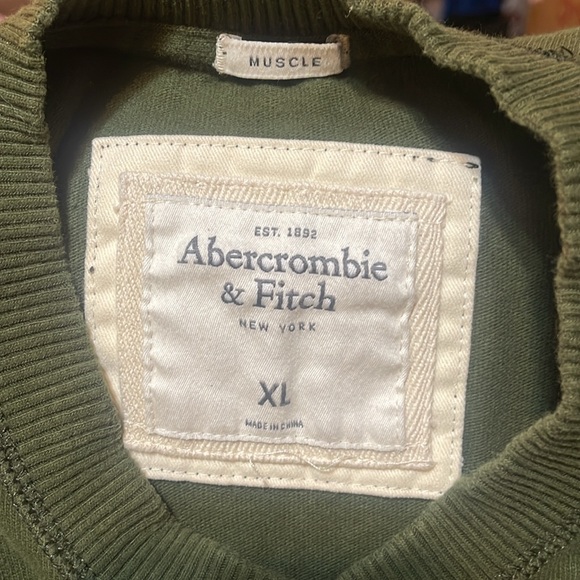 MUSCLE
EST. 1892
Abercrombie
& Fitch
NEW YORK
XL
MADE IN CHINA